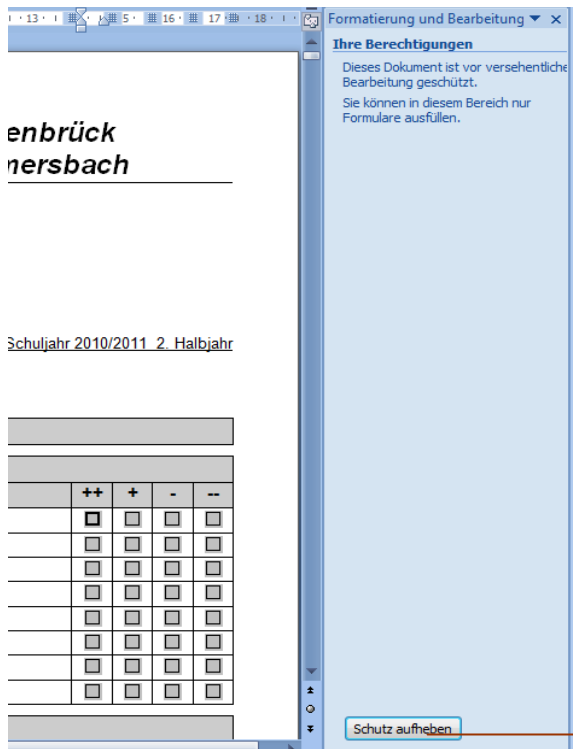 13 · 5 · 16 · 17 · 18
Formatierung und Bearbeitung
Ihre Berechtigungen
Dieses Dokument ist vor versehentliche
Bearbeitung geschützt.
Sie können in diesem Bereich nur
Formulare ausfüllen.
enbrück
mersbach
Schuljahr 2010/2011 2. Halbjahr
++ + - --
Schutz aufheben